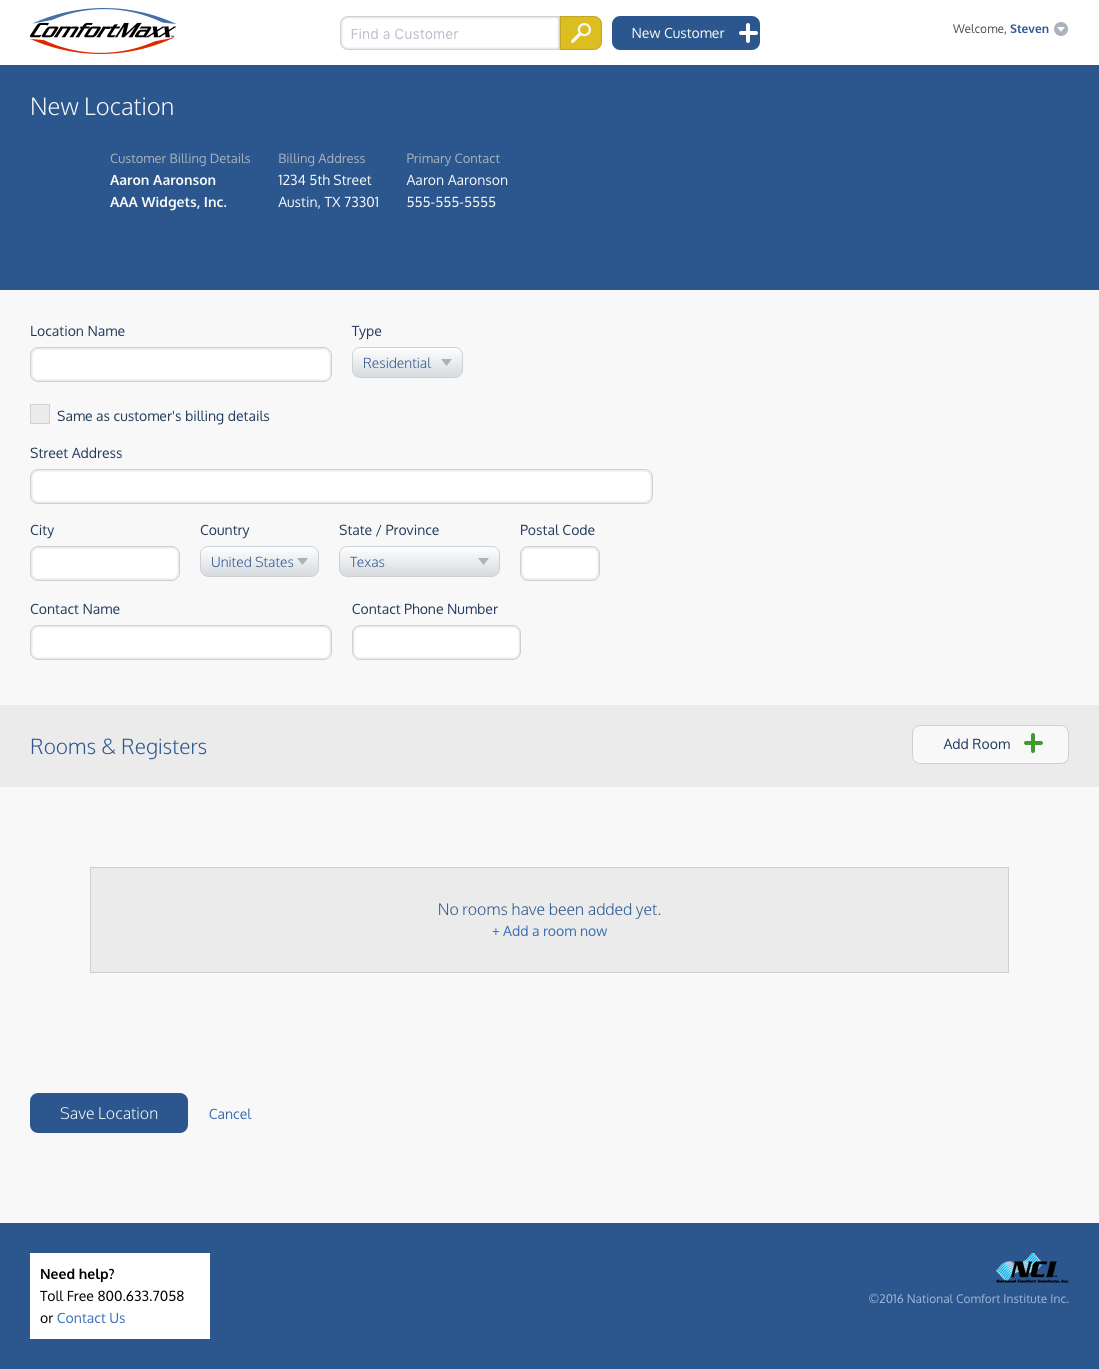 ComfortMaxx
Find a Customer
New Customer
Welcome, Steven
New Location
Customer Billing Details
Aaron Aaronson
AAA Widgets, Inc.
Billing Address
1234 5th Street
Austin, TX 73301
Primary Contact
Aaron Aaronson
555-555-5555
Location Name
Type
Residential
Same as customer's billing details
Street Address
City
Country
State / Province
Postal Code
United States
Texas
Contact Name
Contact Phone Number
Rooms & Registers
Add Room
No rooms have been added yet.
+ Add a room now
Save Location
Cancel
Need help?
Toll Free 800.633.7058
or Contact Us
NCI
National Comfort Institute, Inc.
©2016 National Comfort Institute Inc.